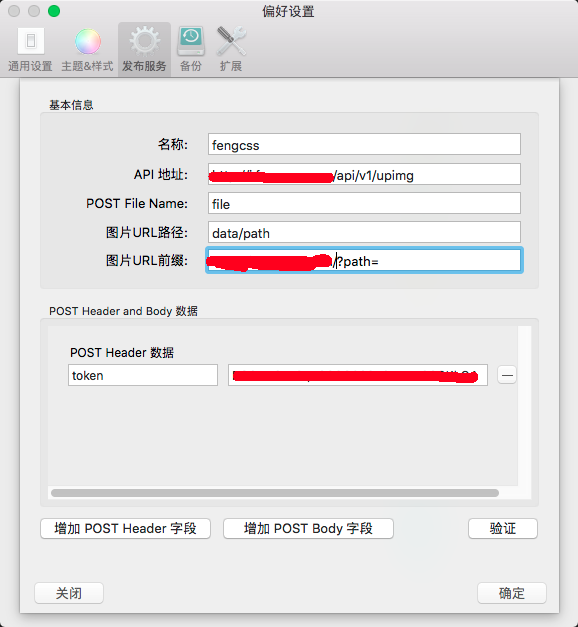 偏好设置
通用设置 主题&样式 发布服务 备份 扩展
基本信息
名称: fengcss
API 地址: /api/v1/upimg
POST File Name: file
图片URL路径: data/path
图片URL前缀: /?path=
POST Header and Body 数据
POST Header 数据
token
增加 POST Header 字段 增加 POST Body 字段 验证
关闭 确定